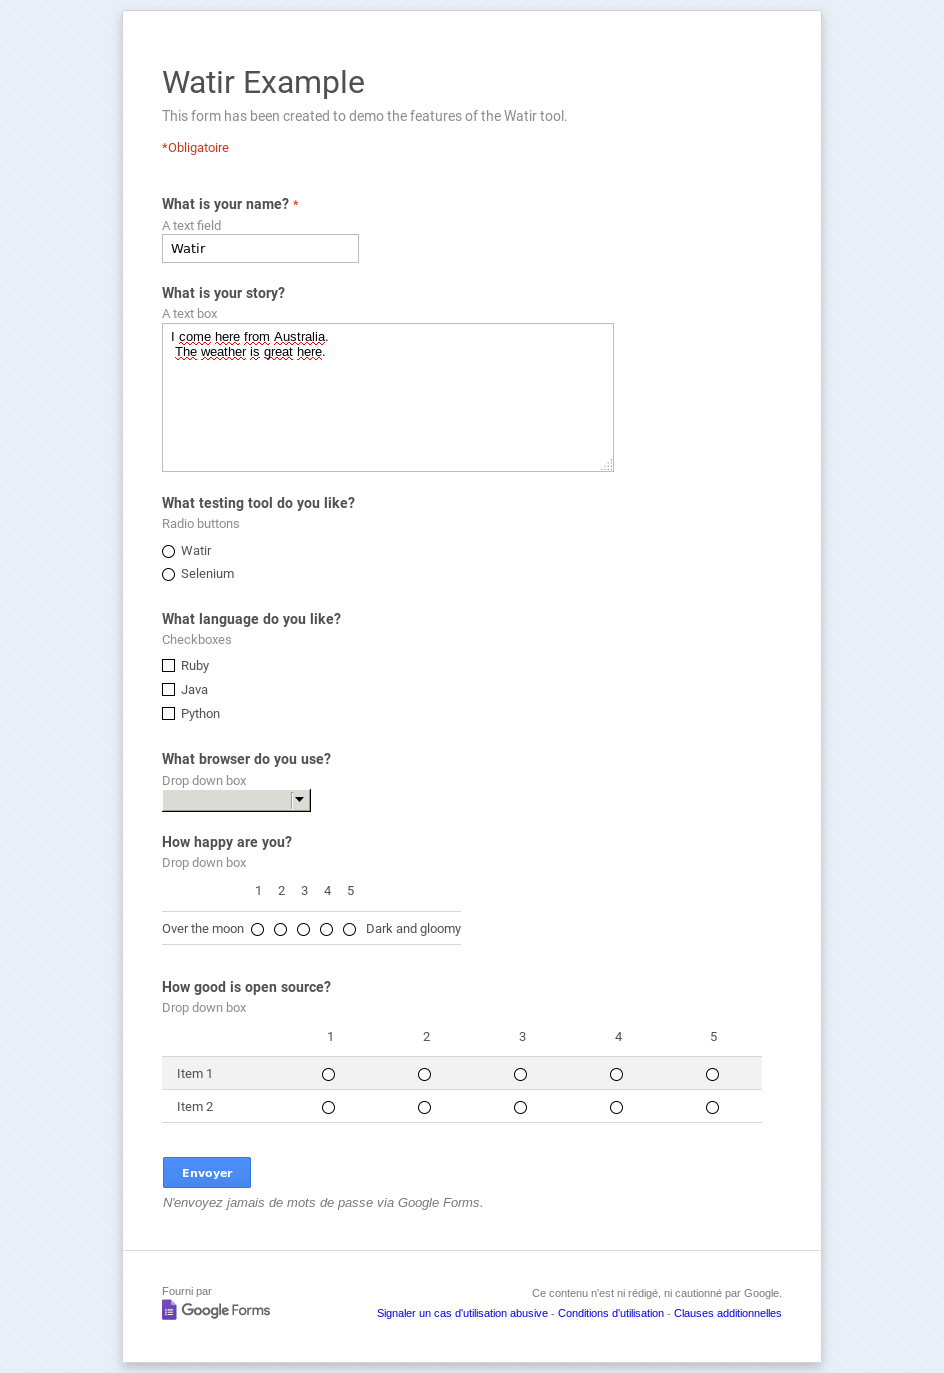 Watir Example
This form has been created to demo the features of the Watir tool.
*Obligatoire
What is your name? *
A text field
Watir
What is your story?
A text box
I come here from Australia.
The weather is great here.
What testing tool do you like?
Radio buttons
Watir
Selenium
What language do you like?
Checkboxes
Ruby
Java
Python
What browser do you use?
Drop down box
How happy are you?
Drop down box
1 2 3 4 5
Over the moon Dark and gloomy
How good is open source?
Drop down box
1 2 3 4 5
Item 1
Item 2
Envoyer
N'envoyez jamais de mots de passe via Google Forms.
Fourni par
Google Forms
Ce contenu n'est ni rédigé, ni cautionné par Google.
Signaler un cas d'utilisation abusive - Conditions d'utilisation - Clauses additionnelles